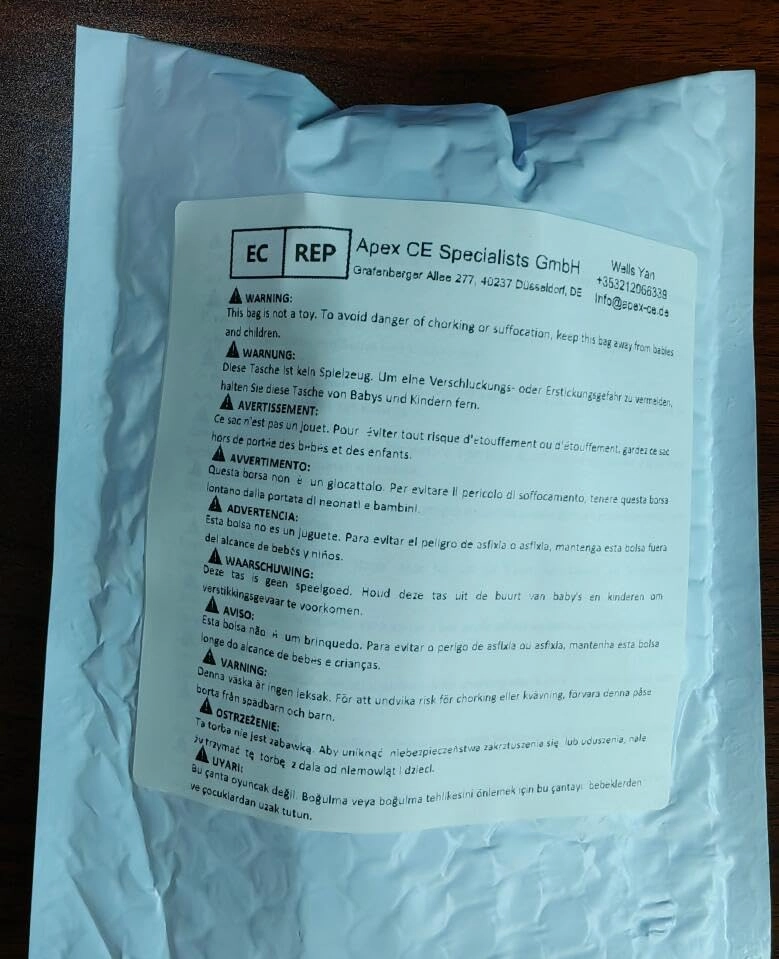 EC REP
Apex CE Specialists GmbH
Grafenberger Allee 277, 40237 Düsseldorf, DE
Wells Yan
+353212066339
Info@apex-ce.de
WARNING:
This bag is not a toy. To avoid danger of chorking or suffocation, keep this bag away from babies
and children.
WARNUNG:
Diese Tasche ist kein Spielzeug. Um eine Verschluckungs- oder Erstickungsgefahr zu vermeiden,
halten Sie diese Tasche von Babys und Kindern fern.
AVERTISSEMENT:
Ce sac n'est pas un jouet. Pour éviter tout risque d'étouffement ou d'étouffement, gardez ce sac
hors de portée des bébés et des enfants.
AVVERTIMENTO:
Questa borsa non è un giocattolo. Per evitare il pericolo di soffocamento, tenere questa borsa
lontano dalla portata di neonati e bambini.
ADVERTENCIA:
Esta bolsa no es un juguete. Para evitar el peligro de asfixia o asfixia, mantenga esta bolsa fuera
del alcance de bebés y niños.
WAARSCHUWING:
Deze tas is geen speelgoed. Houd deze tas uit de buurt van baby's en kinderen om
verstikkingsgevaar te voorkomen.
AVISO:
Esta bolsa não é um brinquedo. Para evitar o perigo de asfixia ou asfixia, mantenha esta bolsa
longe do alcance de bebés e crianças.
VARNING:
Denna väska är ingen leksak. För att undvika risk för chorking eller kvävning, förvara denna påse
borta från spädbarn och barn.
OSTRZEŻENIE:
Ta torba nie jest zabawką. Aby uniknąć niebezpieczeństwa zakrztuszenia się lub uduszenia, należy
utrzymać tę torbę z dala od niemowląt i dzieci.
UYARI:
Bu çanta oyuncak değil. Boğulma veya boğulma tehlikesini önlemek için bu çantayı bebeklerden
ve çocuklardan uzak tutun.